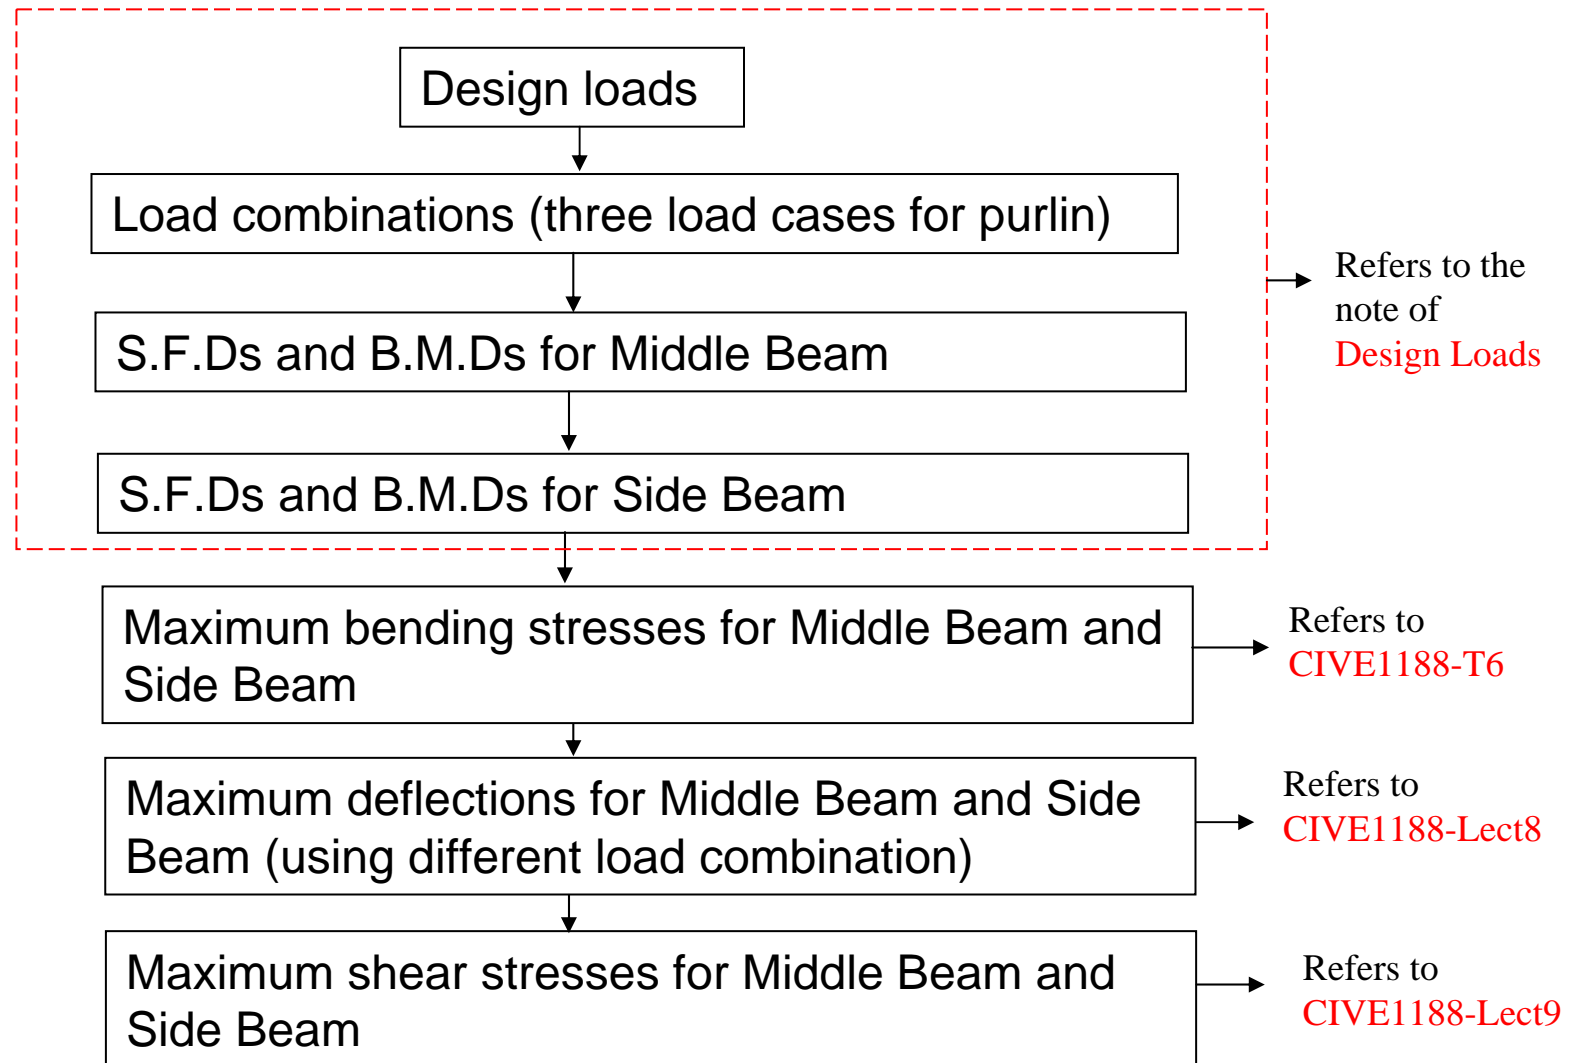 Design loads
Load combinations (three load cases for purlin)
S.F.Ds and B.M.Ds for Middle Beam
S.F.Ds and B.M.Ds for Side Beam
Refers to the
note of
Design Loads
Maximum bending stresses for Middle Beam and
Side Beam
Refers to
CIVE1188-T6
Maximum deflections for Middle Beam and Side
Beam (using different load combination)
Refers to
CIVE1188-Lect8
Maximum shear stresses for Middle Beam and
Side Beam
Refers to
CIVE1188-Lect9